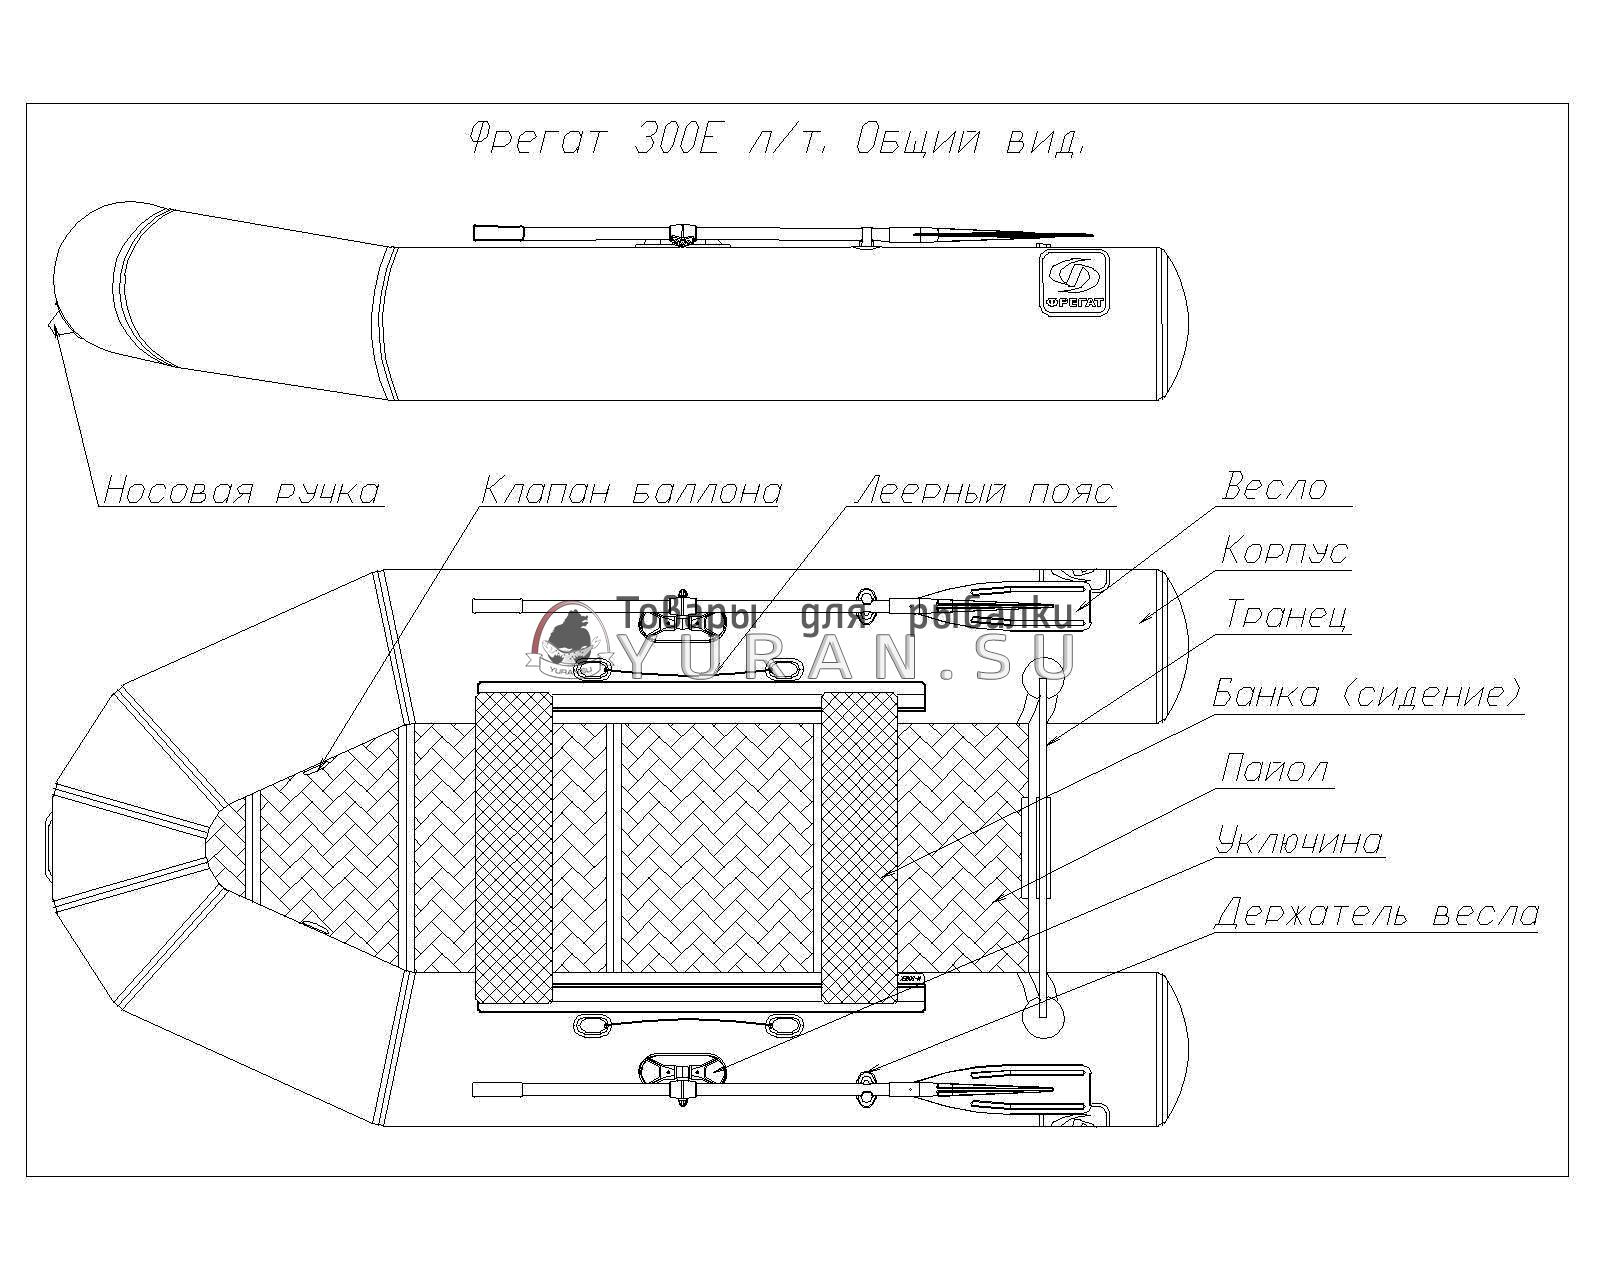 Фрегат 300Е л/т. Общий вид.
ФРЕГАТ
Носовая ручка
Клапан баллона
Леерный пояс
Весло
Корпус
Товары для рыбалки
YURAN.SU
YURAN.SU
Транец
Банка (сидение)
Пайол
Уключина
Держатель весла